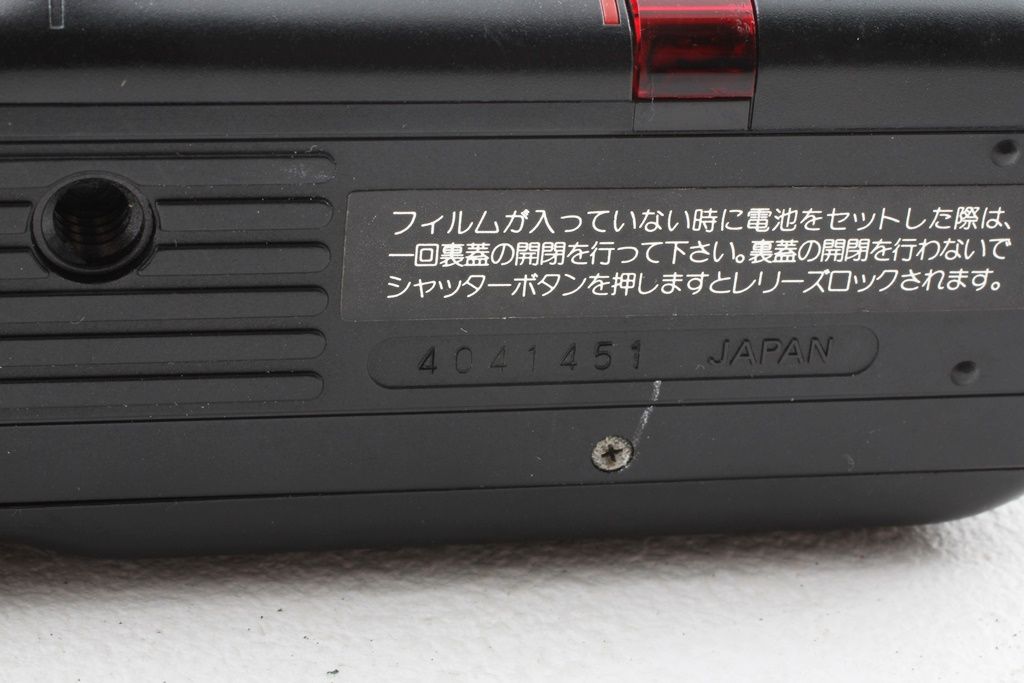 フィルムが入っていない時に電池をセットした際は、
一回裏蓋の開閉を行って下さい。裏蓋の開閉を行わないで
シャッターボタンを押しますとレリーズロックされます。
4041451 JAPAN